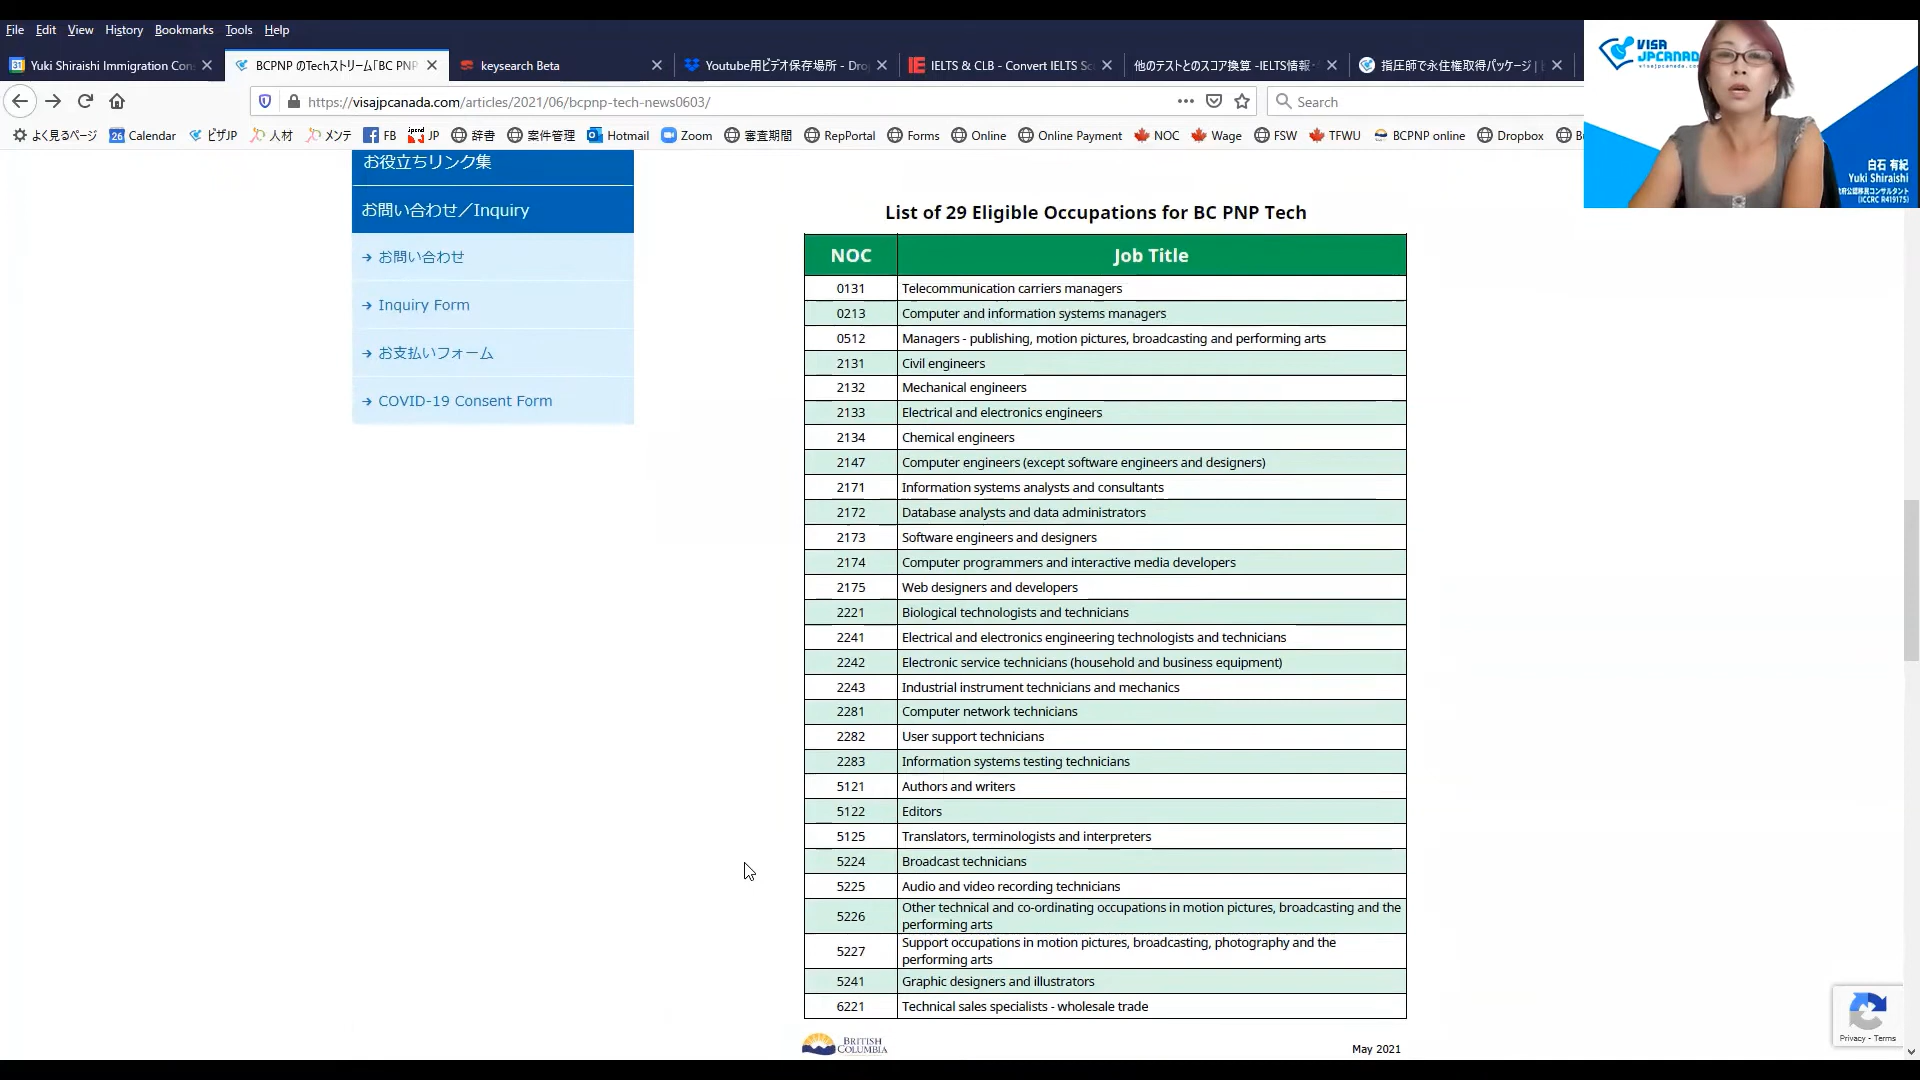 File Edit View History Bookmarks Tools Help
Yuki Shiraishi Immigration Con
BCPNP のTechストリーム「BC PNP
keysearch Beta
Youtube用ビデオ保存場所 - Dro
IELTS & CLB - Convert IELTS Sc
他のテストとのスコア換算 -IELTS情報-
指圧師で永住権取得パッケージ |
https://visajpcanada.com/articles/2021/06/bcpnp-tech-news0603/
Search
よく見るページ Calendar ビザJP 人材 メンテ FB JP 辞書 案件管理 Hotmail Zoom 審査期間 RepPortal Forms Online Online Payment NOC Wage FSW TFWU BCPNP online Dropbox
VISA
JPCANAD
白石 有紀
Yuki Shiraishi
府公認移民コンサルタント
(ICCRC R419175)
お役立ちリンク集
お問い合わせ／Inquiry
→ お問い合わせ
→ Inquiry Form
→ お支払いフォーム
→ COVID-19 Consent Form
List of 29 Eligible Occupations for BC PNP Tech
NOC Job Title
0131 Telecommunication carriers managers
0213 Computer and information systems managers
0512 Managers - publishing, motion pictures, broadcasting and performing arts
2131 Civil engineers
2132 Mechanical engineers
2133 Electrical and electronics engineers
2134 Chemical engineers
2147 Computer engineers (except software engineers and designers)
2171 Information systems analysts and consultants
2172 Database analysts and data administrators
2173 Software engineers and designers
2174 Computer programmers and interactive media developers
2175 Web designers and developers
2221 Biological technologists and technicians
2241 Electrical and electronics engineering technologists and technicians
2242 Electronic service technicians (household and business equipment)
2243 Industrial instrument technicians and mechanics
2281 Computer network technicians
2282 User support technicians
2283 Information systems testing technicians
5121 Authors and writers
5122 Editors
5125 Translators, terminologists and interpreters
5224 Broadcast technicians
5225 Audio and video recording technicians
5226 Other technical and co-ordinating occupations in motion pictures, broadcasting and the
performing arts
5227 Support occupations in motion pictures, broadcasting, photography and the
performing arts
5241 Graphic designers and illustrators
6221 Technical sales specialists - wholesale trade
BRITISH
COLUMBIA
May 2021
Privacy - Terms